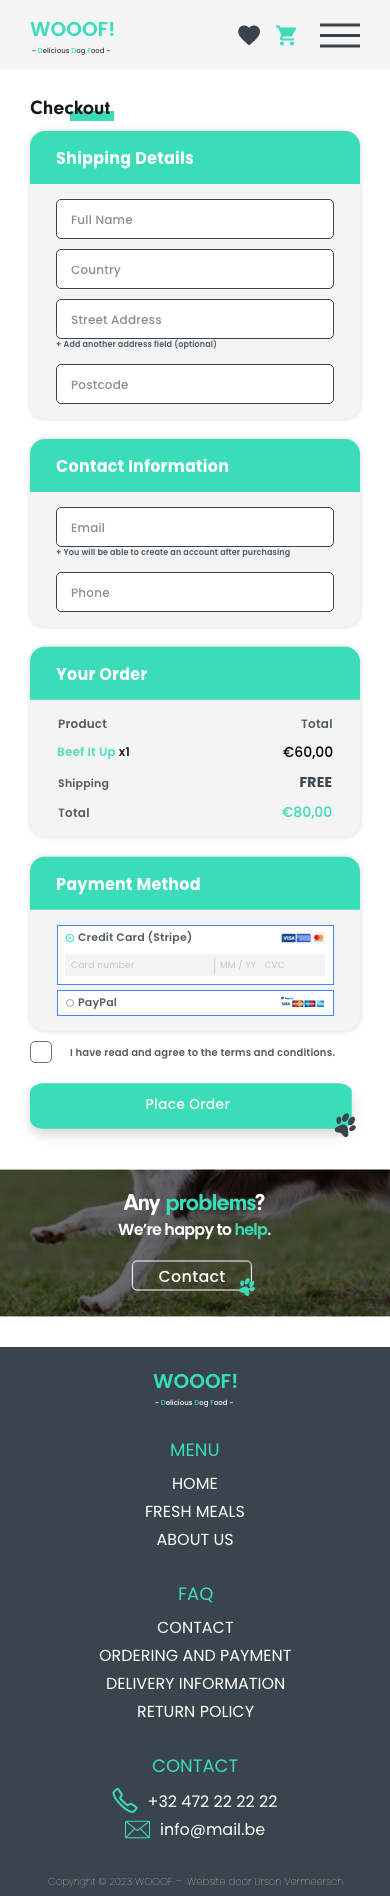 WOOOF!
~ Delicious Dog Food ~
Checkout
Shipping Details
Full Name
Country
Street Address
+ Add another address field (optional)
Postcode
Contact Information
Email
+ You will be able to create an account after purchasing
Phone
Your Order
Product Total
Beef It Up x1 €60,00
Shipping FREE
Total €80,00
Payment Method
Credit Card (Stripe) VISA
Card number MM / YY CVC
PayPal PayPal VISA
I have read and agree to the terms and conditions.
Place Order
Any problems?
We're happy to help.
Contact
WOOOF!
~ Delicious Dog Food ~
MENU
HOME
FRESH MEALS
ABOUT US
FAQ
CONTACT
ORDERING AND PAYMENT
DELIVERY INFORMATION
RETURN POLICY
CONTACT
+32 472 22 22 22
info@mail.be
Copyright © 2023 WOOOF – Website door Urson Vermeersch